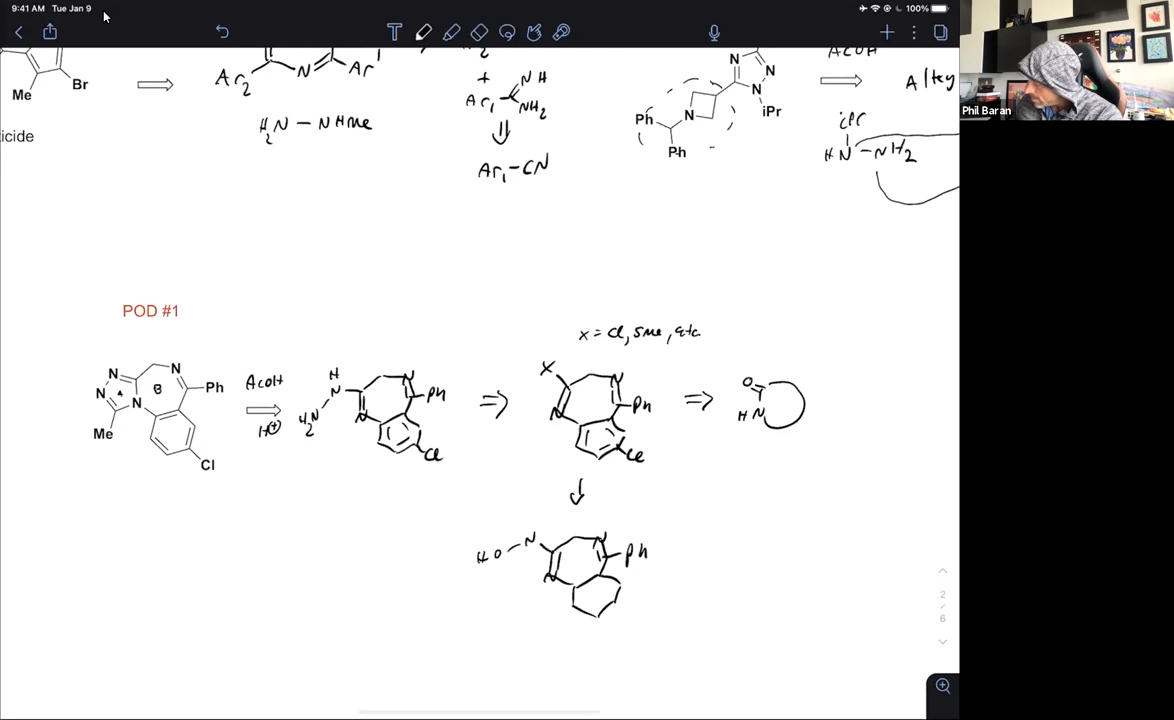 9:41 AM Tue Jan 9
100%
T
Me
Br
Ar2
N
Ar'
H2N — NHMe
ticide
+
Ar1
NH
NH2
Ar1—CN
N
N
N
iPr
N
Ph
Ph
ACOH
Alky
iPr
HN—NH2
Phil Baran
POD #1
X = Cl, SMe, etc
N
N
N
A
B
N
Ph
Me
Cl
AcOH
H+
H
N
H2N
N
N
Ph
Cl
X
N
N
Ph
Cl
O
HN
HO
N
N
N
Ph
2
/
6